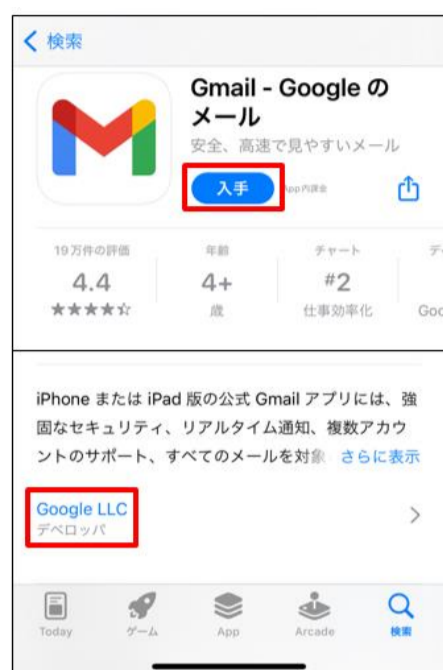 検索
Gmail - Google の
メール
安全、高速で見やすいメール
入手
App内課金
19万件の評価
年齢
チャート
デ
4.4
4+
#2
★★★★☆
歳
仕事効率化
Goo
iPhone または iPad 版の公式 Gmail アプリには、強
固なセキュリティ、リアルタイム通知、複数アカウ
ントのサポート、すべてのメールを対象 さらに表示
Google LLC
デベロッパ
Today
ゲーム
App
Arcade
検索